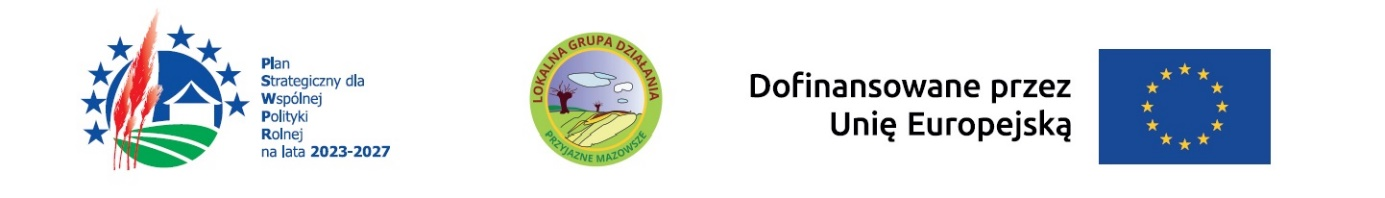 Plan
Strategiczny dla
Wspólnej
Polityki
Rolnej
na lata 2023-2027
LOKALNA GRUPA DZIAŁANIA
PRZYJAZNE MAZOWSZE
Dofinansowane przez
Unię Europejską